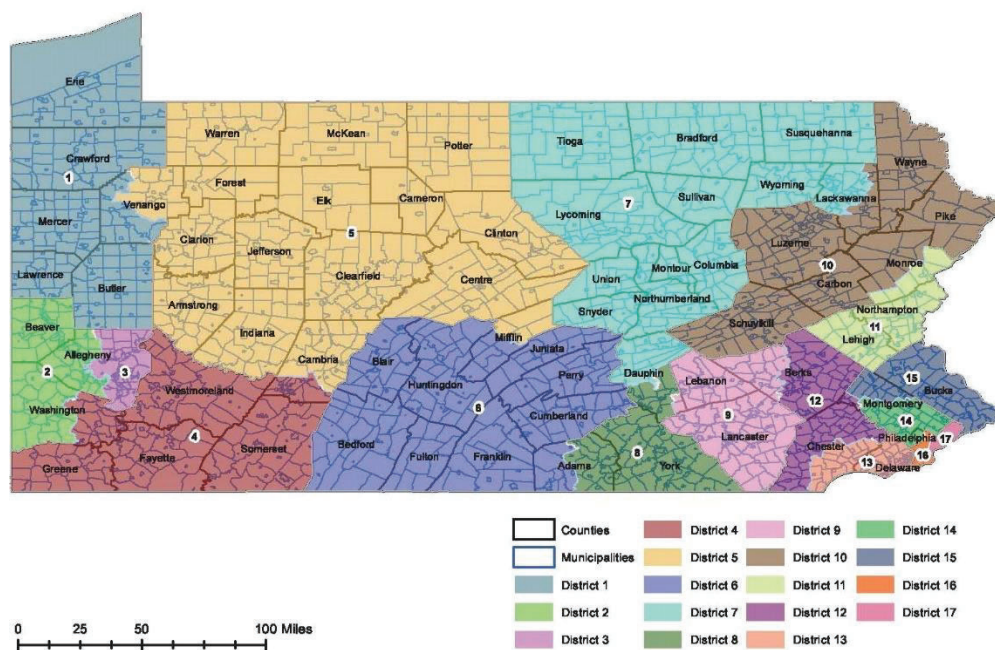 Erie
Warren
McKean
Potter
Tioga
Bradford
Susquehanna
Wayne
Crawford
1
Forest
Elk
Cameron
Sullivan
Wyoming
Lackawanna
Venango
Lycoming
7
Pike
Mercer
5
Clinton
Luzerne
Clarion
Jefferson
Clearfield
Centre
Union
Montour
Columbia
10
Monroe
Lawrence
Butler
Armstrong
Snyder
Northumberland
Carbon
Northampton
Beaver
Indiana
Mifflin
Schuylkill
11
Lehigh
Allegheny
3
Cambria
Blair
Juniata
2
Westmoreland
Huntingdon
Perry
Dauphin
Lebanon
Berks
15
Bucks
Washington
6
Cumberland
12
Montgomery
4
9
14
Bedford
Lancaster
Philadelphia
17
Greene
Fayette
Somerset
Fulton
Franklin
Adams
8
York
Chester
13
16
Delaware
Counties
District 4
District 9
District 14
Municipalities
District 5
District 10
District 15
District 1
District 6
District 11
District 16
District 2
District 7
District 12
District 17
District 3
District 8
District 13
0 25 50 100 Miles